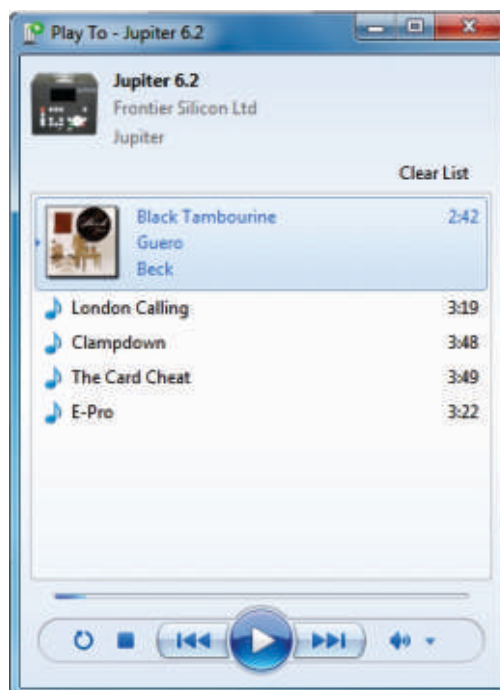 Play To - Jupiter 6.2
Jupiter 6.2
Frontier Silicon Ltd
Jupiter
Clear List
Black Tambourine 2:42
Guero
Beck
London Calling 3:19
Clampdown 3:48
The Card Cheat 3:49
E-Pro 3:22